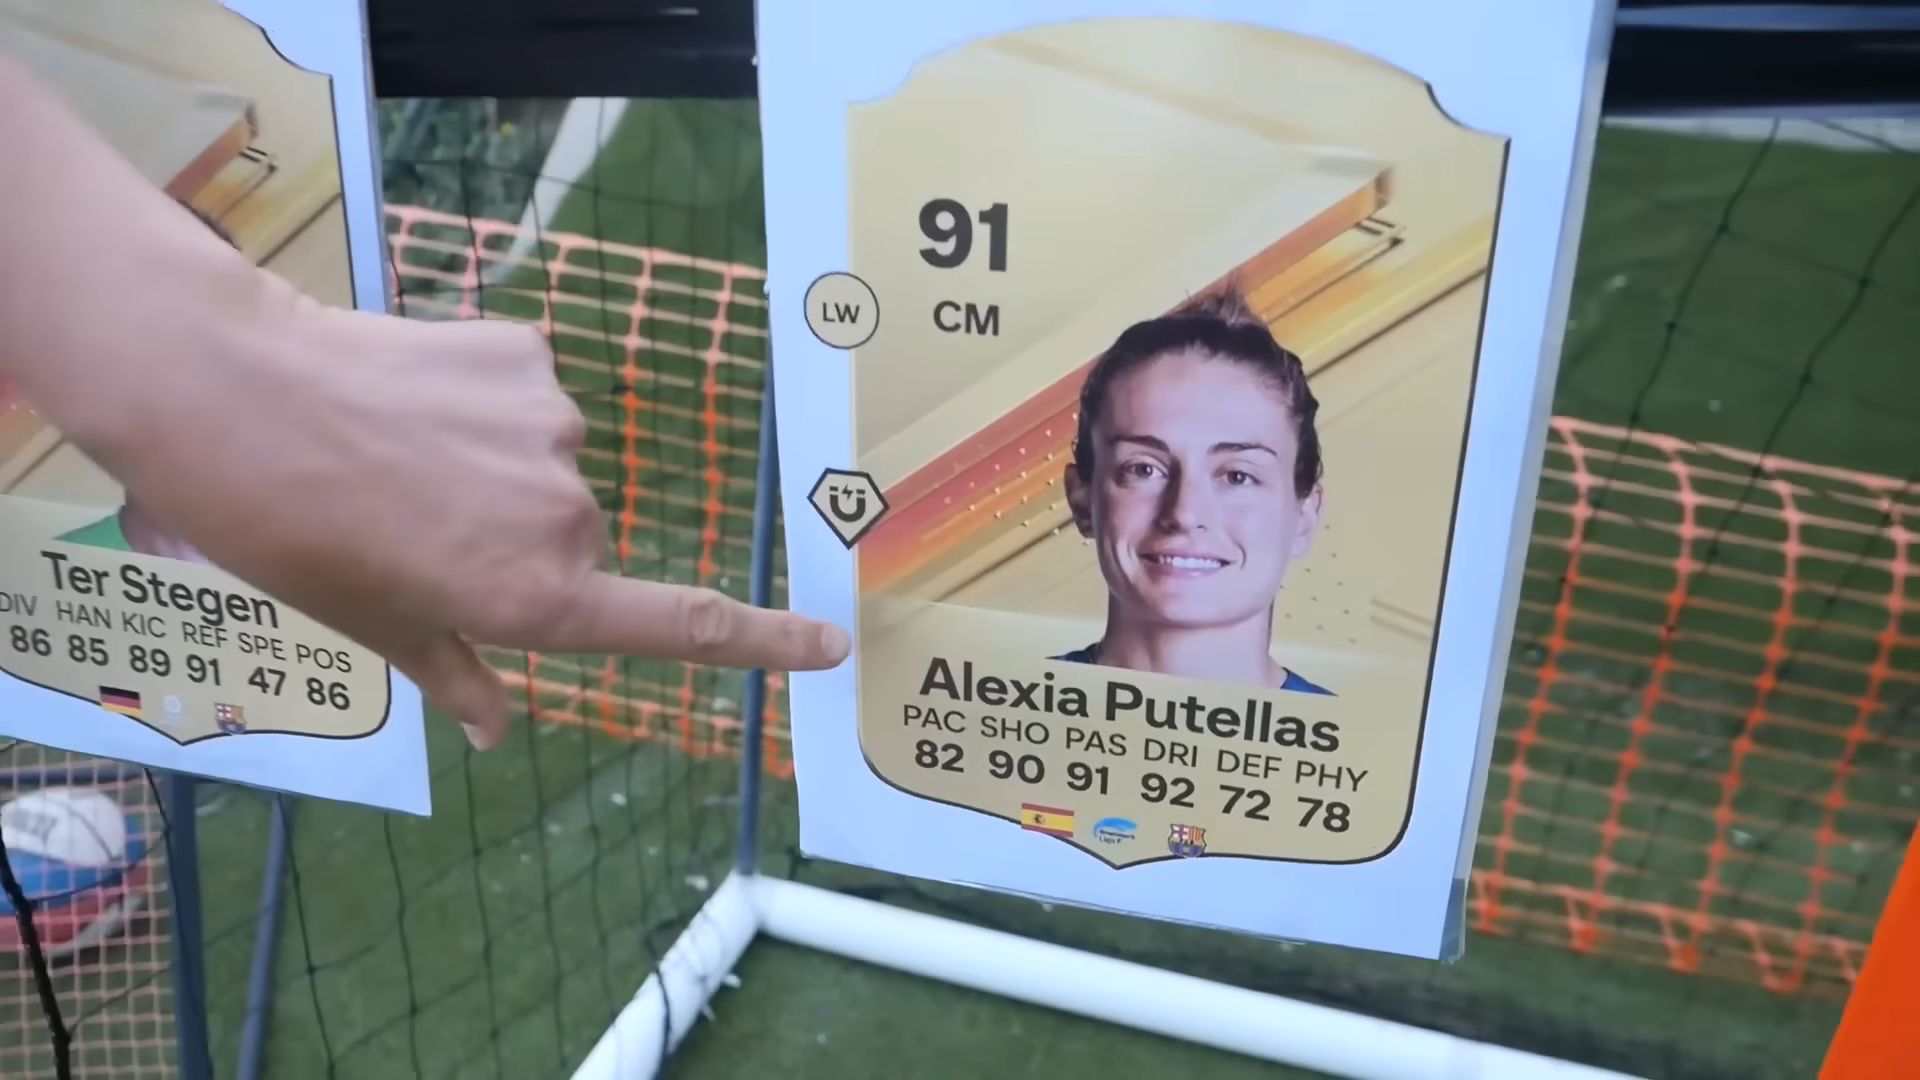 Ter Stegen
DIV HAN KIC REF SPE POS
86 85 89 91 47 86
91
CM
LW
Alexia Putellas
PAC SHO PAS DRI DEF PHY
82 90 91 92 72 78